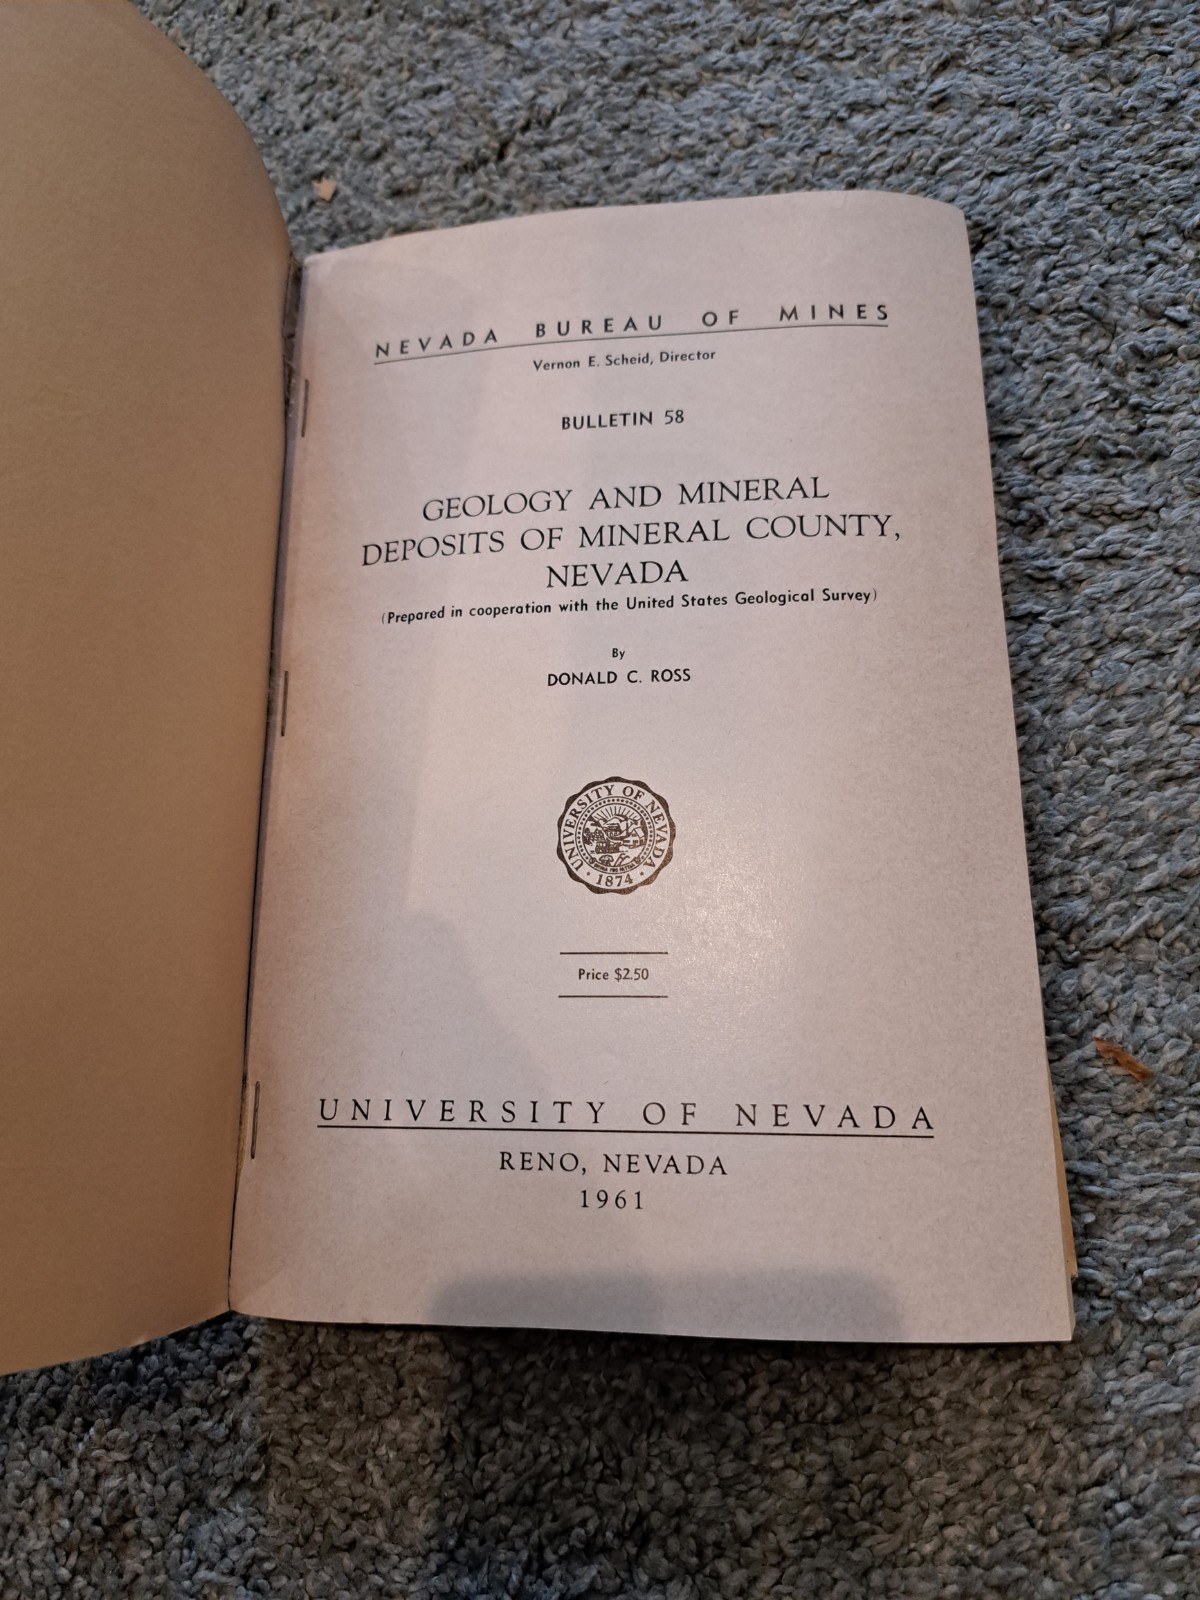 NEVADA BUREAU OF MINES
Vernon E. Scheid, Director
BULLETIN 58
GEOLOGY AND MINERAL
DEPOSITS OF MINERAL COUNTY,
NEVADA
(Prepared in cooperation with the United States Geological Survey)
By
DONALD C. ROSS
UNIVERSITY OF NEVADA
· 1874 ·
Price $2.50
UNIVERSITY OF NEVADA
RENO, NEVADA
1961